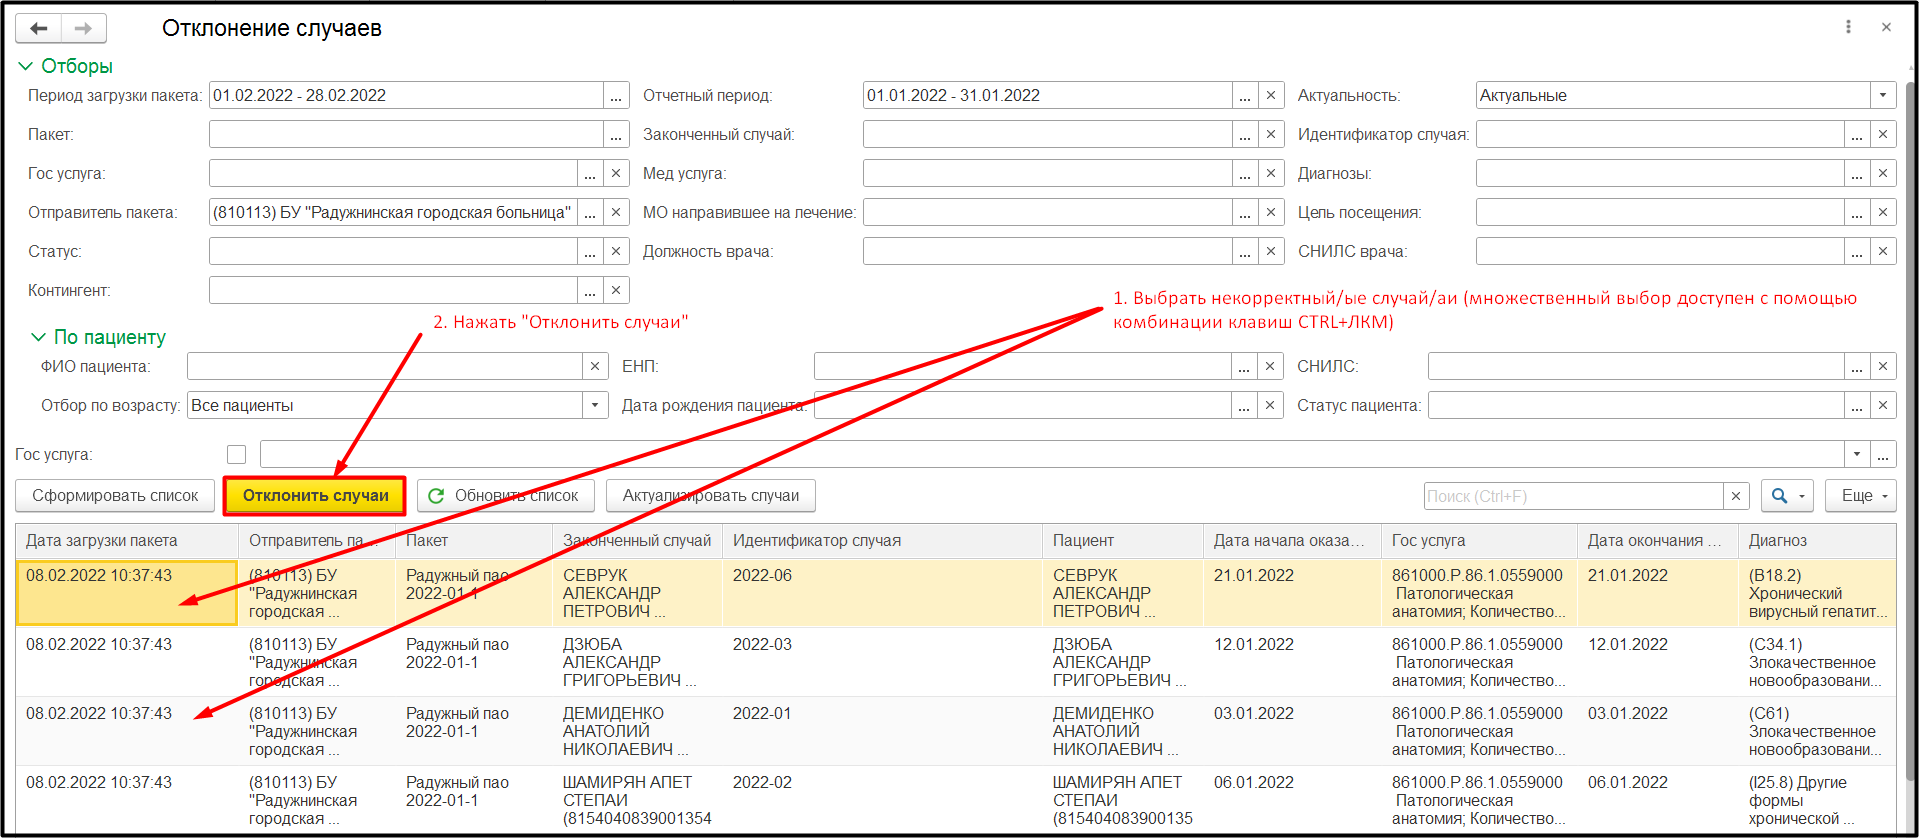 Отклонение случаев
Отборы
Период загрузки пакета: 01.02.2022 - 28.02.2022 ... Отчетный период: 01.01.2022 - 31.01.2022 ... × Актуальность: Актуальные
Пакет: ... Законченный случай: ... × Идентификатор случая: ... ×
Гос услуга: ... × Мед услуга: ... × Диагнозы: ... ×
Отправитель пакета: (810113) БУ "Радужнинская городская больница" ... × МО направившее на лечение: ... × Цель посещения: ... ×
Статус: ... × Должность врача: ... × СНИЛС врача: ... ×
Контингент: ... ×
1. Выбрать некорректный/ые случай/аи (множественный выбор доступен с помощью
комбинации клавиш CTRL+ЛКМ)
2. Нажать "Отклонить случаи"
По пациенту
ФИО пациента: × ЕНП: ... × СНИЛС: ... ×
Отбор по возрасту: Все пациенты Дата рождения пациента: ... × Статус пациента: ... ×
Гос услуга: ...
Сформировать список Отклонить случаи Обновить список Актуализировать случаи Поиск (Ctrl+F) × Еще
Дата загрузки пакета Отправитель па... Пакет Законченный случай Идентификатор случая Пациент Дата начала оказа... Гос услуга Дата окончания ... Диагноз
08.02.2022 10:37:43 (810113) БУ Радужный пао СЕВРУК 2022-06 СЕВРУК 21.01.2022 861000.Р.86.1.0559000 21.01.2022 (B18.2)
"Радужнинская 2022-01-1 АЛЕКСАНДР АЛЕКСАНДР Патологическая Хронический
городская ... ПЕТРОВИЧ ... ПЕТРОВИЧ ... анатомия; Количество... вирусный гепатит...
08.02.2022 10:37:43 (810113) БУ Радужный пао ДЗЮБА 2022-03 ДЗЮБА 12.01.2022 861000.Р.86.1.0559000 12.01.2022 (C34.1)
"Радужнинская 2022-01-1 АЛЕКСАНДР АЛЕКСАНДР Патологическая Злокачественное
городская ... ГРИГОРЬЕВИЧ ... ГРИГОРЬЕВИЧ ... анатомия; Количество... новообразовани...
08.02.2022 10:37:43 (810113) БУ Радужный пао ДЕМИДЕНКО 2022-01 ДЕМИДЕНКО 03.01.2022 861000.Р.86.1.0559000 03.01.2022 (C61)
"Радужнинская 2022-01-1 АНАТОЛИЙ АНАТОЛИЙ Патологическая Злокачественное
городская ... НИКОЛАЕВИЧ ... НИКОЛАЕВИЧ ... анатомия; Количество... новообразовани...
08.02.2022 10:37:43 (810113) БУ Радужный пао ШАМИРЯН АПЕТ 2022-02 ШАМИРЯН АПЕТ 06.01.2022 861000.Р.86.1.0559000 06.01.2022 (I25.8) Другие
"Радужнинская 2022-01-1 СТЕПАИ СТЕПАИ Патологическая формы
городская ... (8154040839001354 (815404083900135 анатомия; Количество... хронической ...